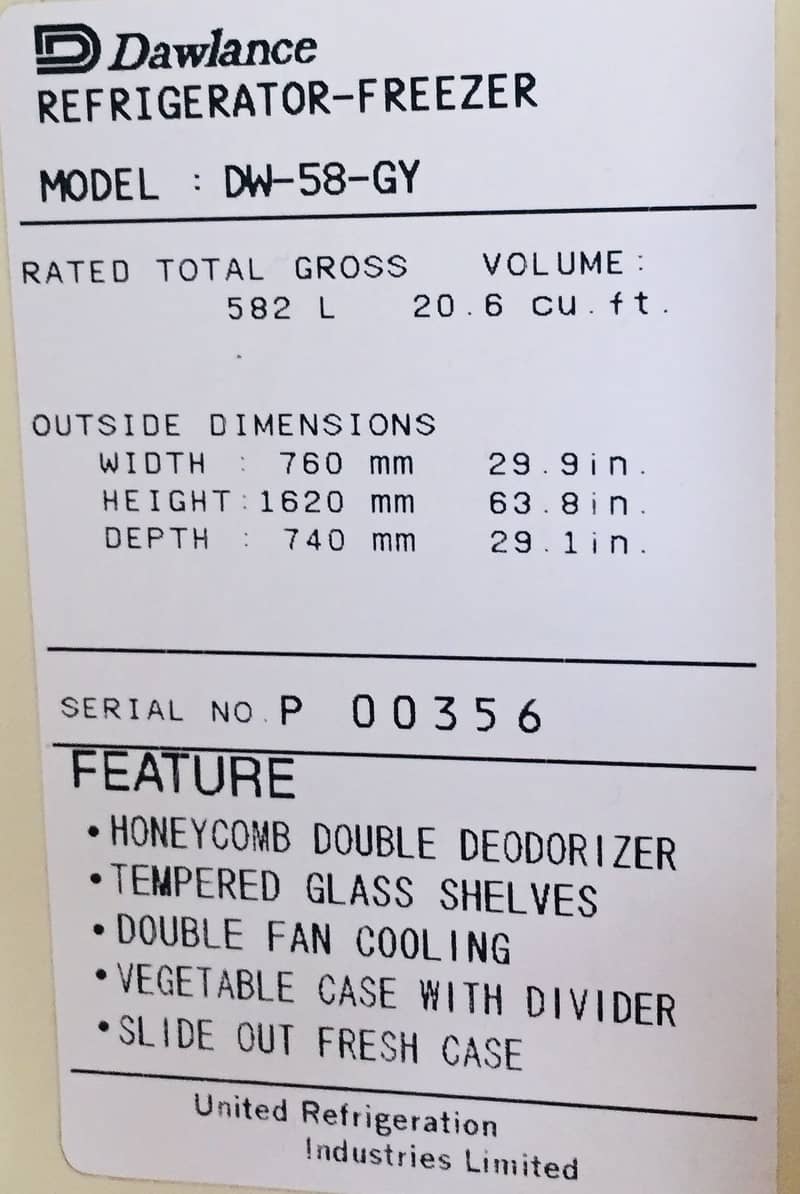 Dawlance
REFRIGERATOR-FREEZER
MODEL : DW-58-GY
RATED TOTAL GROSS VOLUME:
582 L 20.6 cu.ft.
OUTSIDE DIMENSIONS
WIDTH : 760 mm 29.9in.
HEIGHT:1620 mm 63.8in.
DEPTH : 740 mm 29.1in.
SERIAL NO. P 00356
FEATURE
•HONEYCOMB DOUBLE DEODORIZER
•TEMPERED GLASS SHELVES
•DOUBLE FAN COOLING
•VEGETABLE CASE WITH DIVIDER
•SLIDE OUT FRESH CASE
United Refrigeration
Industries Limited